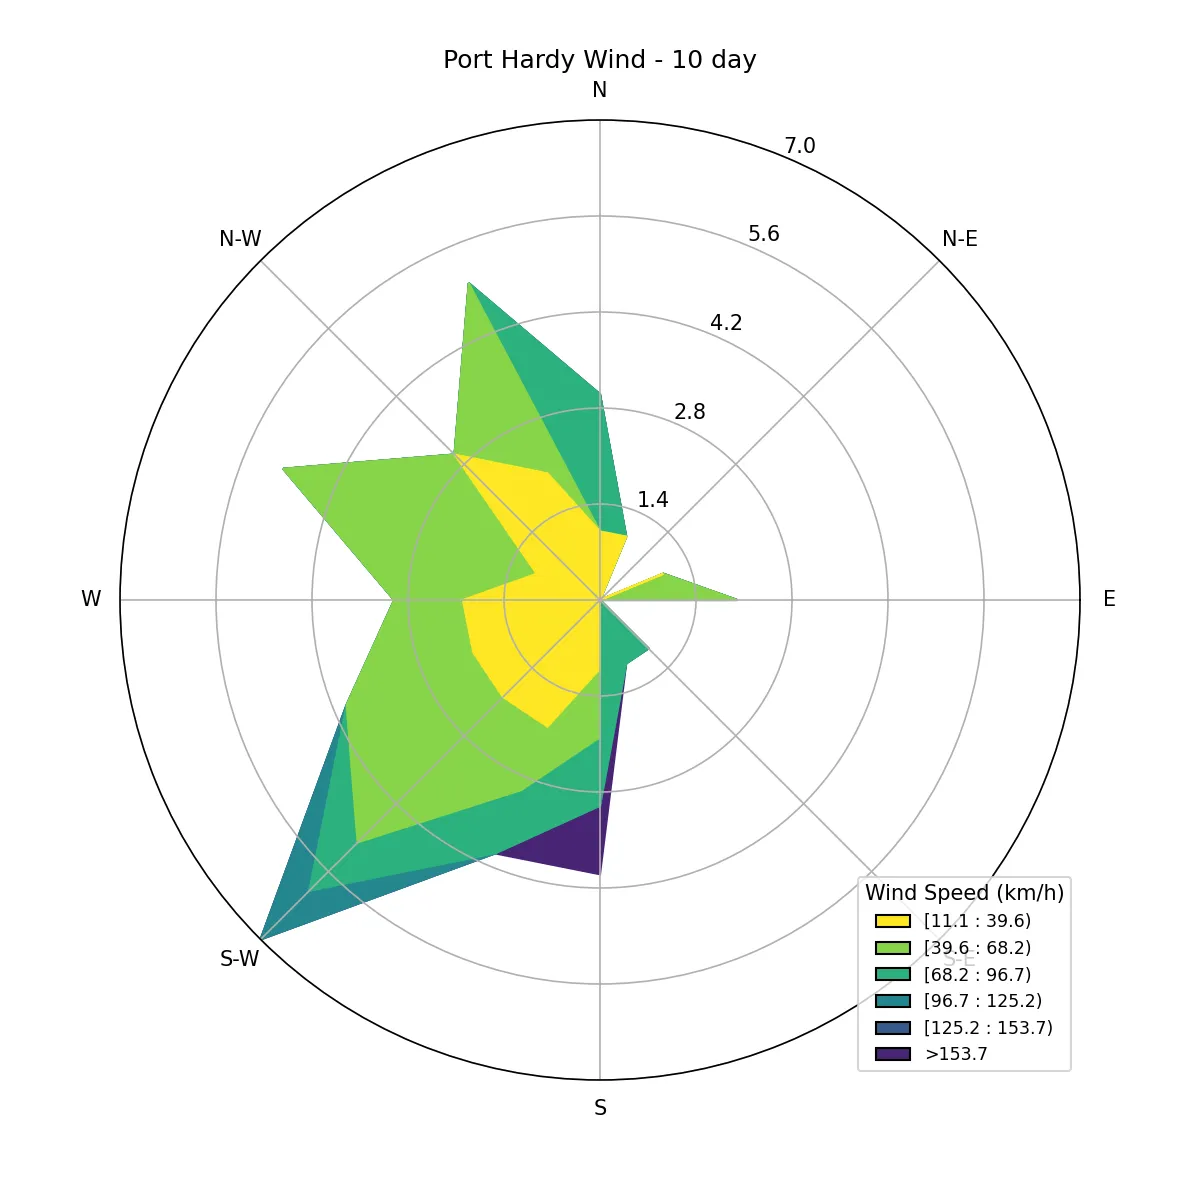 Port Hardy Wind - 10 day
N
7.0
N-W
5.6
N-E
4.2
2.8
1.4
W
E
S-W
S-E
S
Wind Speed (km/h)
[11.1 : 39.6)
[39.6 : 68.2)
[68.2 : 96.7)
[96.7 : 125.2)
[125.2 : 153.7)
>153.7